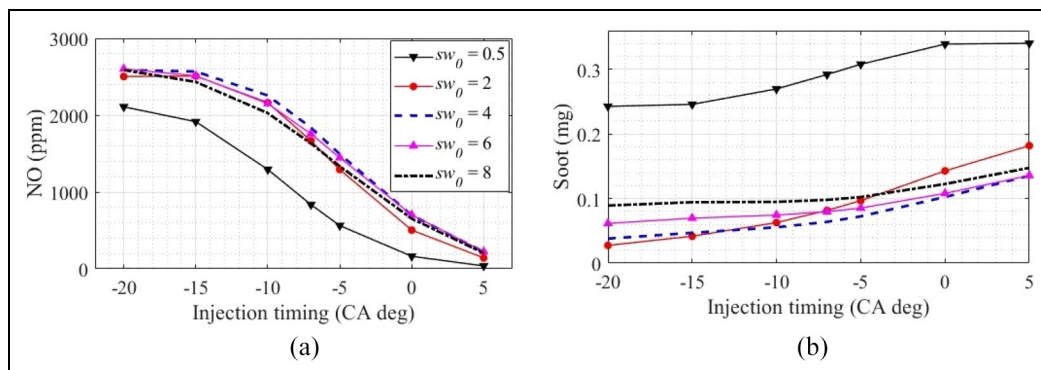 3000
2000
1000
0
NO (ppm)
-20 -15 -10 -5 0 5
Injection timing (CA deg)
(a)
sw0 = 0.5
sw0 = 2
sw0 = 4
sw0 = 6
sw0 = 8
0.3
0.2
0.1
0
Soot (mg)
-20 -15 -10 -5 0 5
Injection timing (CA deg)
(b)